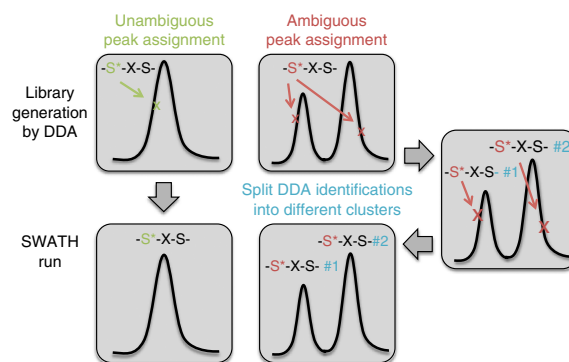 Unambiguous
peak assignment
Ambiguous
peak assignment
Library
generation
by DDA
-S*-X-S-
x
-S*-X-S-
x
x
-S*-X-S- #2
-S*-X-S- #1
x
x
Split DDA identifications
into different clusters
SWATH
run
-S*-X-S-
-S*-X-S-#2
-S*-X-S- #1